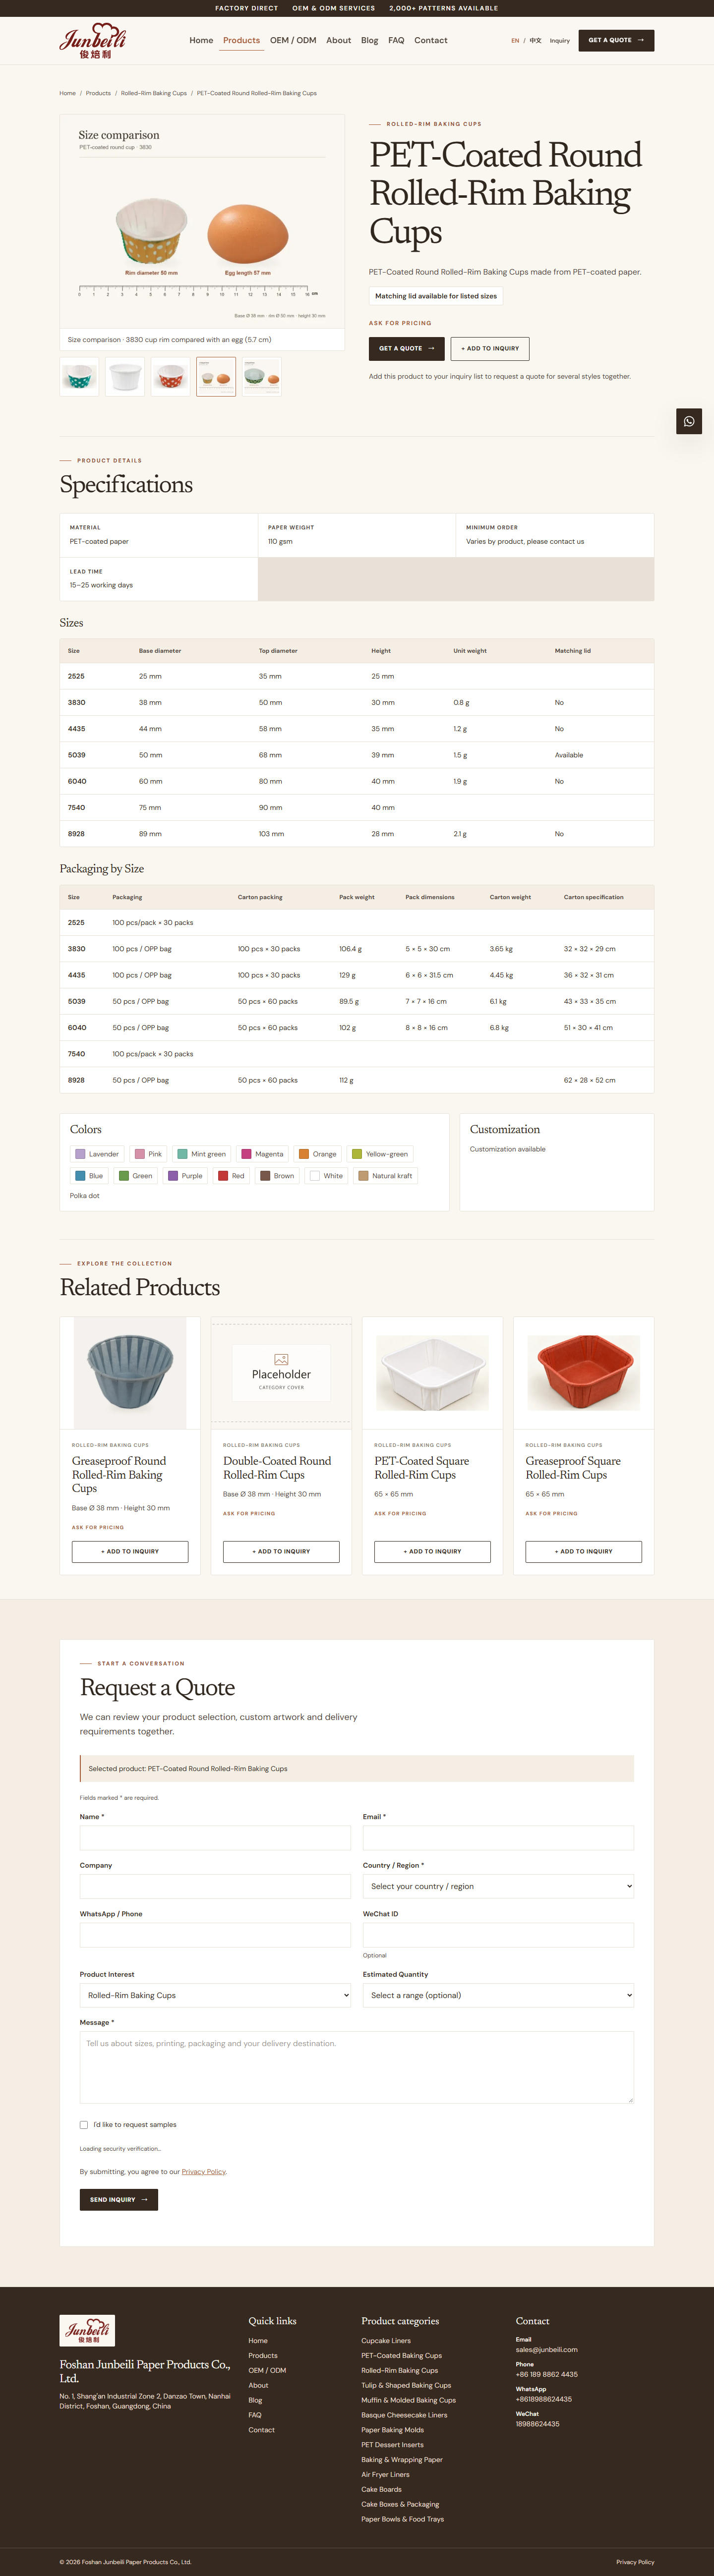 FACTORY DIRECT OEM & ODM SERVICES 2,000+ PATTERNS AVAILABLE
Junbeili
俊焙利
Home Products OEM / ODM About Blog FAQ Contact
EN / 中文 Inquiry GET A QUOTE →
Home / Products / Rolled-Rim Baking Cups / PET-Coated Round Rolled-Rim Baking Cups
Size comparison
PET-coated round cup · 3830
Rim diameter 50 mm Egg length 57 mm
0 1 2 3 4 5 6 7 8 9 10 11 12 13 14 15 16 cm
Base Ø 38 mm · rim Ø 50 mm · height 30 mm
Size comparison · 3830 cup rim compared with an egg (5.7 cm)
ROLLED-RIM BAKING CUPS
PET-Coated Round
Rolled-Rim Baking
Cups
PET-Coated Round Rolled-Rim Baking Cups made from PET-coated paper.
Matching lid available for listed sizes
ASK FOR PRICING
GET A QUOTE →
+ ADD TO INQUIRY
Add this product to your inquiry list to request a quote for several styles together.
PRODUCT DETAILS
Specifications
MATERIAL
PET-coated paper
PAPER WEIGHT
110 gsm
MINIMUM ORDER
Varies by product, please contact us
LEAD TIME
15–25 working days
Sizes
Size Base diameter Top diameter Height Unit weight Matching lid
2525 25 mm 35 mm 25 mm
3830 38 mm 50 mm 30 mm 0.8 g No
4435 44 mm 58 mm 35 mm 1.2 g No
5039 50 mm 68 mm 39 mm 1.5 g Available
6040 60 mm 80 mm 40 mm 1.9 g No
7540 75 mm 90 mm 40 mm
8928 89 mm 103 mm 28 mm 2.1 g No
Packaging by Size
Size Packaging Carton packing Pack weight Pack dimensions Carton weight Carton specification
2525 100 pcs/pack × 30 packs
3830 100 pcs / OPP bag 100 pcs × 30 packs 106.4 g 5 × 5 × 30 cm 3.65 kg 32 × 32 × 29 cm
4435 100 pcs / OPP bag 100 pcs × 30 packs 129 g 6 × 6 × 31.5 cm 4.45 kg 36 × 32 × 31 cm
5039 50 pcs / OPP bag 50 pcs × 60 packs 89.5 g 7 × 7 × 16 cm 6.1 kg 43 × 33 × 35 cm
6040 50 pcs / OPP bag 50 pcs × 60 packs 102 g 8 × 8 × 16 cm 6.8 kg 51 × 30 × 41 cm
7540 100 pcs/pack × 30 packs
8928 50 pcs / OPP bag 50 pcs × 60 packs 112 g 62 × 28 × 52 cm
Colors
Lavender Pink Mint green Magenta Orange Yellow-green
Blue Green Purple Red Brown White Natural kraft
Polka dot
Customization
Customization available
EXPLORE THE COLLECTION
Related Products
ROLLED-RIM BAKING CUPS
Greaseproof Round
Rolled-Rim Baking
Cups
Base Ø 38 mm · Height 30 mm
ASK FOR PRICING
+ ADD TO INQUIRY
Placeholder
CATEGORY COVER
ROLLED-RIM BAKING CUPS
Double-Coated Round
Rolled-Rim Cups
Base Ø 38 mm · Height 30 mm
ASK FOR PRICING
+ ADD TO INQUIRY
ROLLED-RIM BAKING CUPS
PET-Coated Square
Rolled-Rim Cups
65 × 65 mm
ASK FOR PRICING
+ ADD TO INQUIRY
ROLLED-RIM BAKING CUPS
Greaseproof Square
Rolled-Rim Cups
65 × 65 mm
ASK FOR PRICING
+ ADD TO INQUIRY
START A CONVERSATION
Request a Quote
We can review your product selection, custom artwork and delivery
requirements together.
Selected product: PET-Coated Round Rolled-Rim Baking Cups
Fields marked * are required.
Name * Email *
Company Country / Region *
Select your country / region
WhatsApp / Phone WeChat ID
Optional
Product Interest Estimated Quantity
Rolled-Rim Baking Cups Select a range (optional)
Message *
Tell us about sizes, printing, packaging and your delivery destination.
I'd like to request samples
Loading security verification…
By submitting, you agree to our Privacy Policy.
SEND INQUIRY →
Junbeili
俊焙利
Foshan Junbeili Paper Products Co.,
Ltd.
No. 1, Shang'an Industrial Zone 2, Danzao Town, Nanhai
District, Foshan, Guangdong, China
Quick links
Home
Products
OEM / ODM
About
Blog
FAQ
Contact
Product categories
Cupcake Liners
PET-Coated Baking Cups
Rolled-Rim Baking Cups
Tulip & Shaped Baking Cups
Muffin & Molded Baking Cups
Basque Cheesecake Liners
Paper Baking Molds
PET Dessert Inserts
Baking & Wrapping Paper
Air Fryer Liners
Cake Boards
Cake Boxes & Packaging
Paper Bowls & Food Trays
Contact
Email
sales@junbeili.com
Phone
+86 189 8862 4435
WhatsApp
+8618988624435
WeChat
18988624435
© 2026 Foshan Junbeili Paper Products Co., Ltd.
Privacy Policy